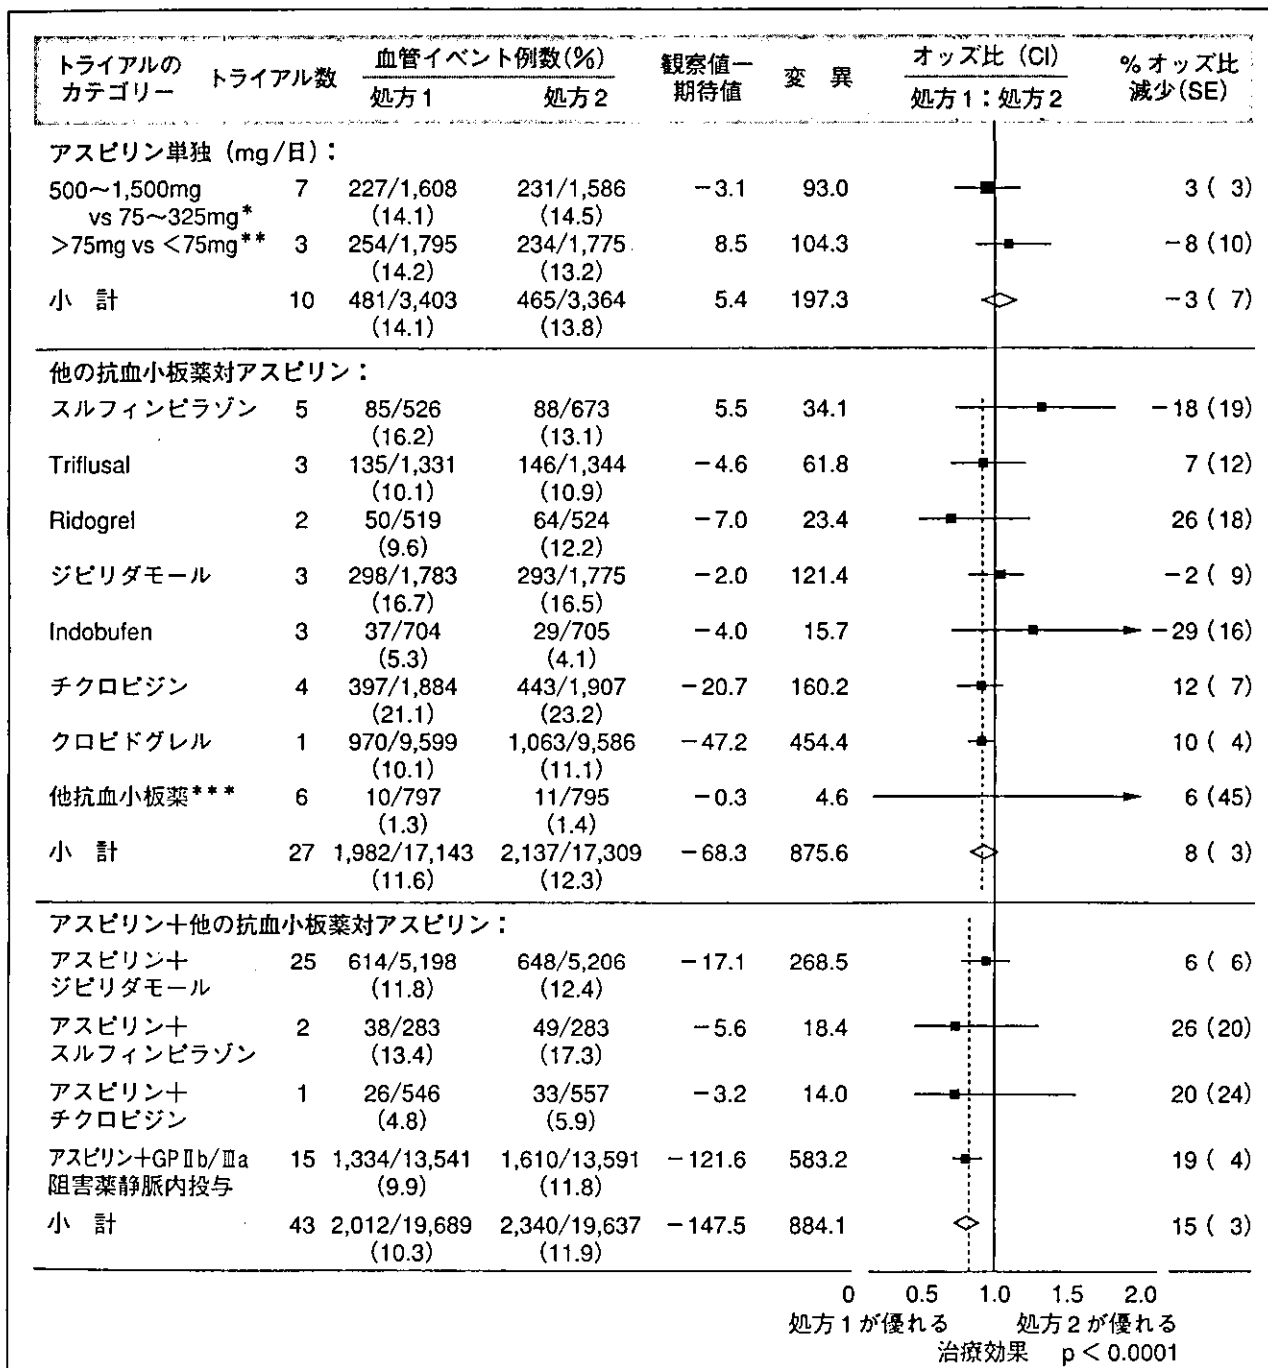 トライアルの カテゴリー トライアル数 血管イベント例数(%) 処方1 処方2 観察値ー期待値 変異 オッズ比(CI) 処方1:処方2 %オッズ比減少(SE)
アスピリン単独(mg/日):
500〜1,500mg 7 227/1,608 231/1,586 −3.1 93.0 3( 3)
vs 75〜325mg* (14.1) (14.5)
>75mg vs <75mg** 3 254/1,795 234/1,775 8.5 104.3 −8(10)
(14.2) (13.2)
小 計 10 481/3,403 465/3,364 5.4 197.3 −3( 7)
(14.1) (13.8)
他の抗血小板薬対アスピリン:
スルフィンピラゾン 5 85/526 88/673 5.5 34.1 −18(19)
(16.2) (13.1)
Triflusal 3 135/1,331 146/1,344 −4.6 61.8 7(12)
(10.1) (10.9)
Ridogrel 2 50/519 64/524 −7.0 23.4 26(18)
(9.6) (12.2)
ジピリダモール 3 298/1,783 293/1,775 −2.0 121.4 −2( 9)
(16.7) (16.5)
Indobufen 3 37/704 29/705 −4.0 15.7 −29(16)
(5.3) (4.1)
チクロピジン 4 397/1,884 443/1,907 −20.7 160.2 12( 7)
(21.1) (23.2)
クロピドグレル 1 970/9,599 1,063/9,586 −47.2 454.4 10( 4)
(10.1) (11.1)
他抗血小板薬*** 6 10/797 11/795 −0.3 4.6 6(45)
(1.3) (1.4)
小 計 27 1,982/17,143 2,137/17,309 −68.3 875.6 8( 3)
(11.6) (12.3)
アスピリン+他の抗血小板薬対アスピリン:
アスピリン+ 25 614/5,198 648/5,206 −17.1 268.5 6( 6)
ジピリダモール (11.8) (12.4)
アスピリン+ 2 38/283 49/283 −5.6 18.4 26(20)
スルフィンピラゾン (13.4) (17.3)
アスピリン+ 1 26/546 33/557 −3.2 14.0 20(24)
チクロピジン (4.8) (5.9)
アスピリン+GPⅡb/Ⅲa 15 1,334/13,541 1,610/13,591 −121.6 583.2 19( 4)
阻害薬静脈内投与 (9.9) (11.8)
小 計 43 2,012/19,689 2,340/19,637 −147.5 884.1 15( 3)
(10.3) (11.9)
0 0.5 1.0 1.5 2.0
処方1が優れる 処方2が優れる
治療効果 p<0.0001